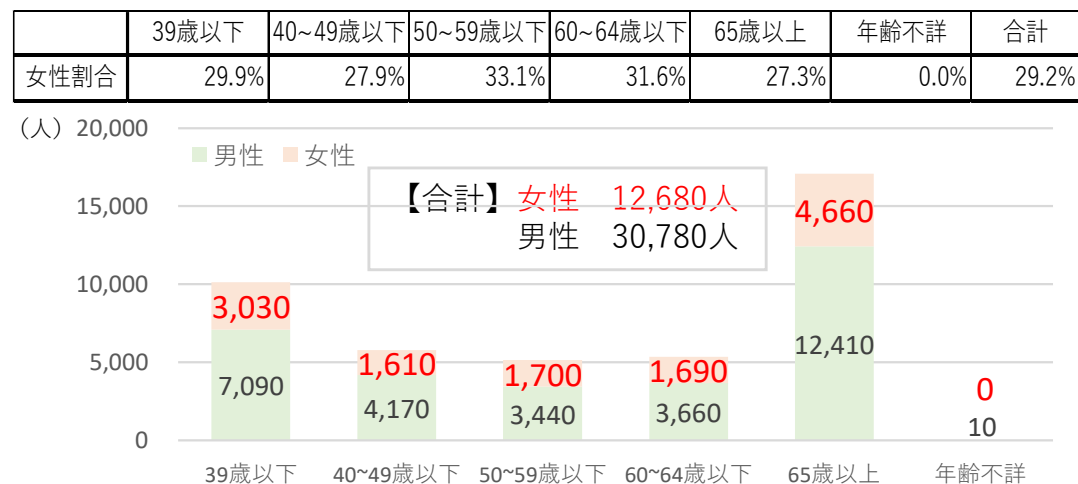 39歳以下 40~49歳以下 50~59歳以下 60~64歳以下 65歳以上 年齢不詳 合計
女性割合 29.9% 27.9% 33.1% 31.6% 27.3% 0.0% 29.2%
(人) 20,000
男性 女性
【合計】女性 12,680人
男性 30,780人
15,000
4,660
10,000
3,030
12,410
5,000
1,610
1,700
1,690
7,090
4,170
3,440
3,660
0
10
0
39歳以下 40~49歳以下 50~59歳以下 60~64歳以下 65歳以上 年齢不詳